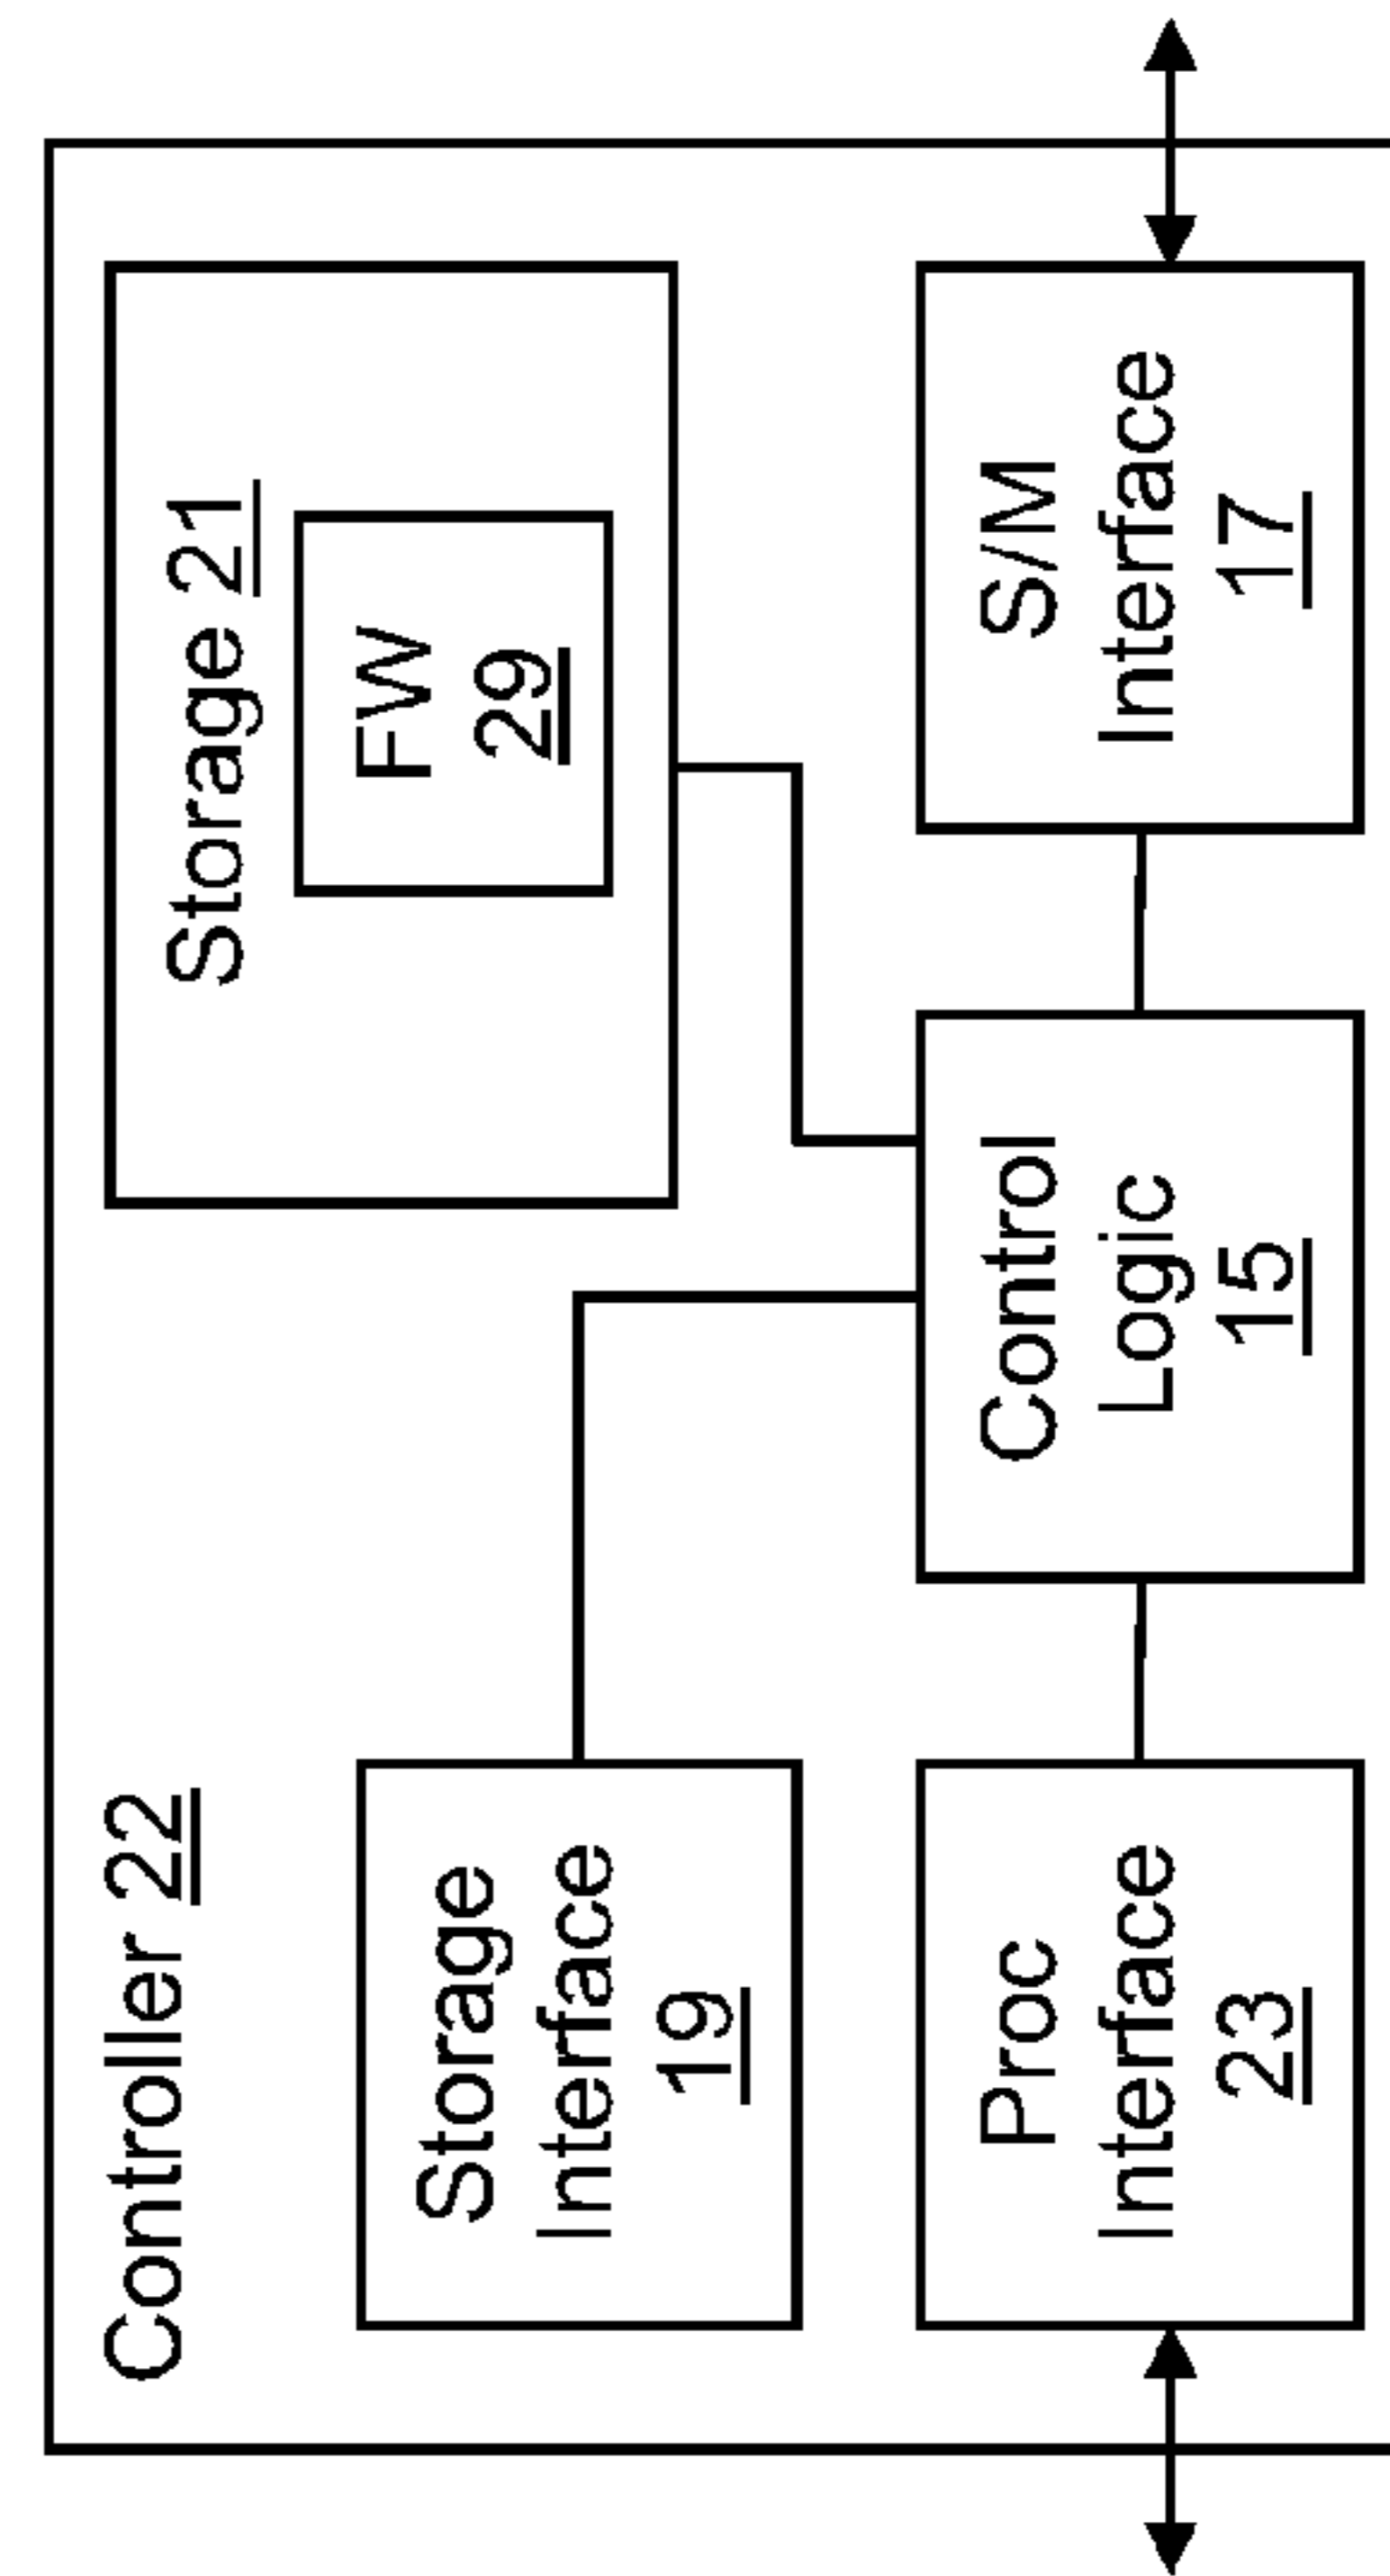 Controller 22
Storage 21
FW
29
Storage
Interface
19
Proc
Interface
23
Control
Logic
15
S/M
Interface
17